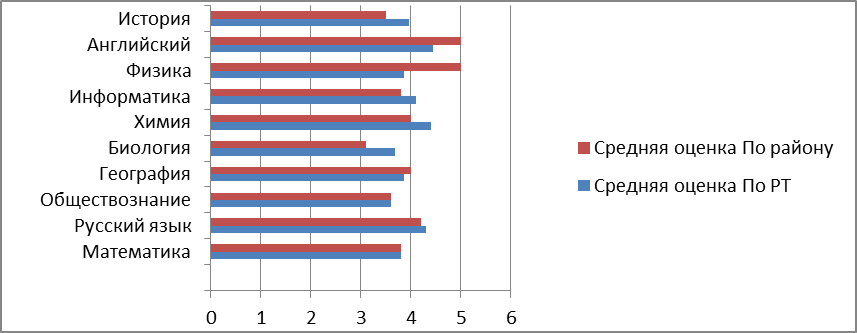 История
Английский
Физика
Информатика
Химия
Биология
География
Обществознание
Русский язык
Математика
0 1 2 3 4 5 6
Средняя оценка По району
Средняя оценка По РТ